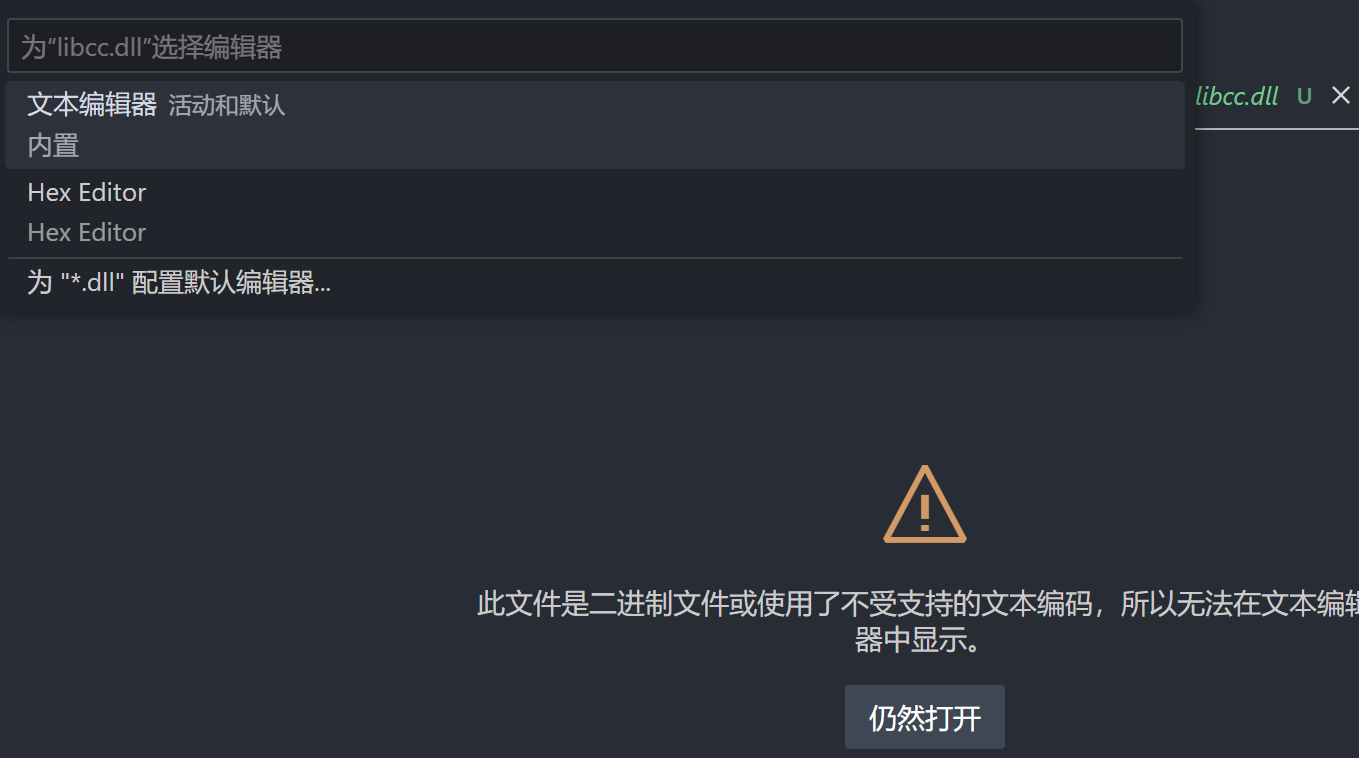 为“libcc.dll”选择编辑器
文本编辑器 活动和默认
内置
Hex Editor
Hex Editor
为 "*.dll" 配置默认编辑器...
libcc.dll U
此文件是二进制文件或使用了不受支持的文本编码，所以无法在文本编辑
器中显示。
仍然打开